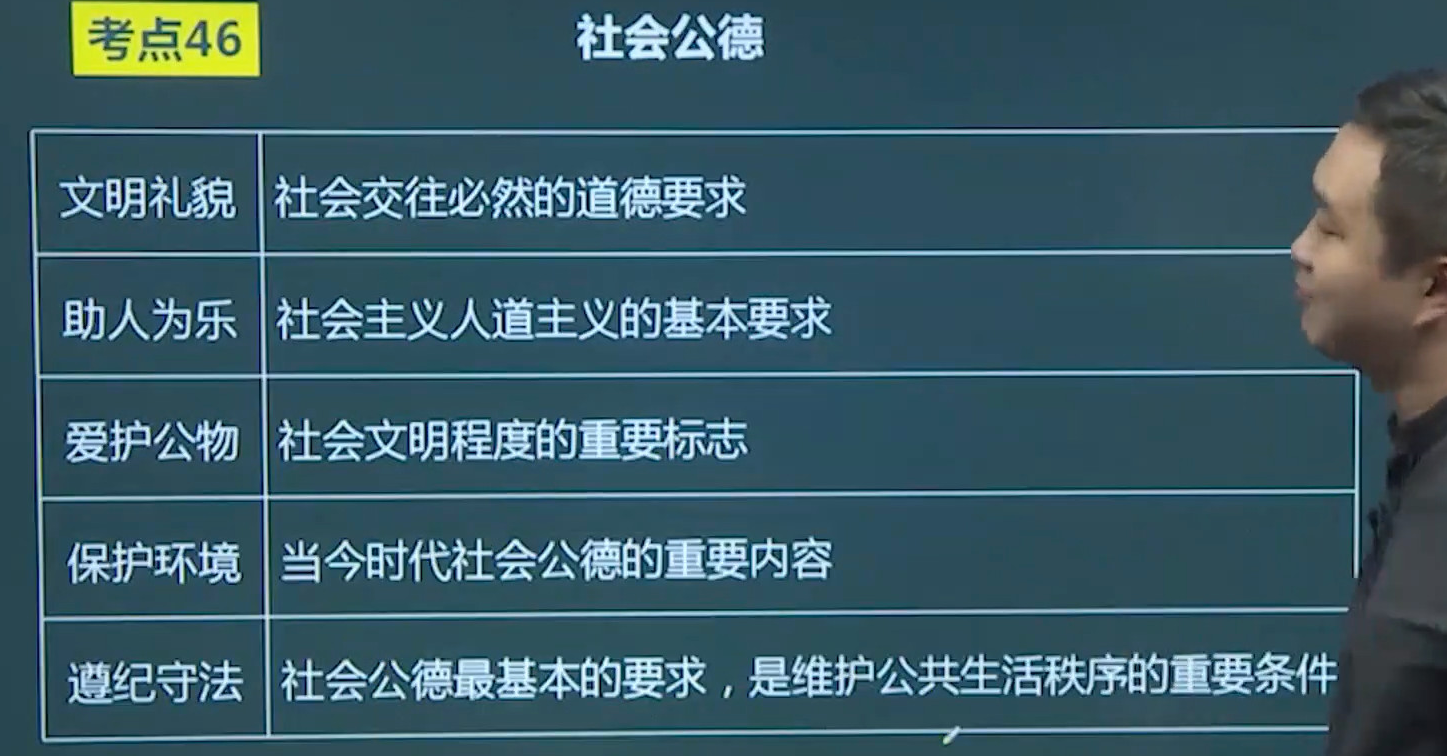 考点46
社会公德
文明礼貌 社会交往必然的道德要求
助人为乐 社会主义人道主义的基本要求
爱护公物 社会文明程度的重要标志
保护环境 当今时代社会公德的重要内容
遵纪守法 社会公德最基本的要求，是维护公共生活秩序的重要条件